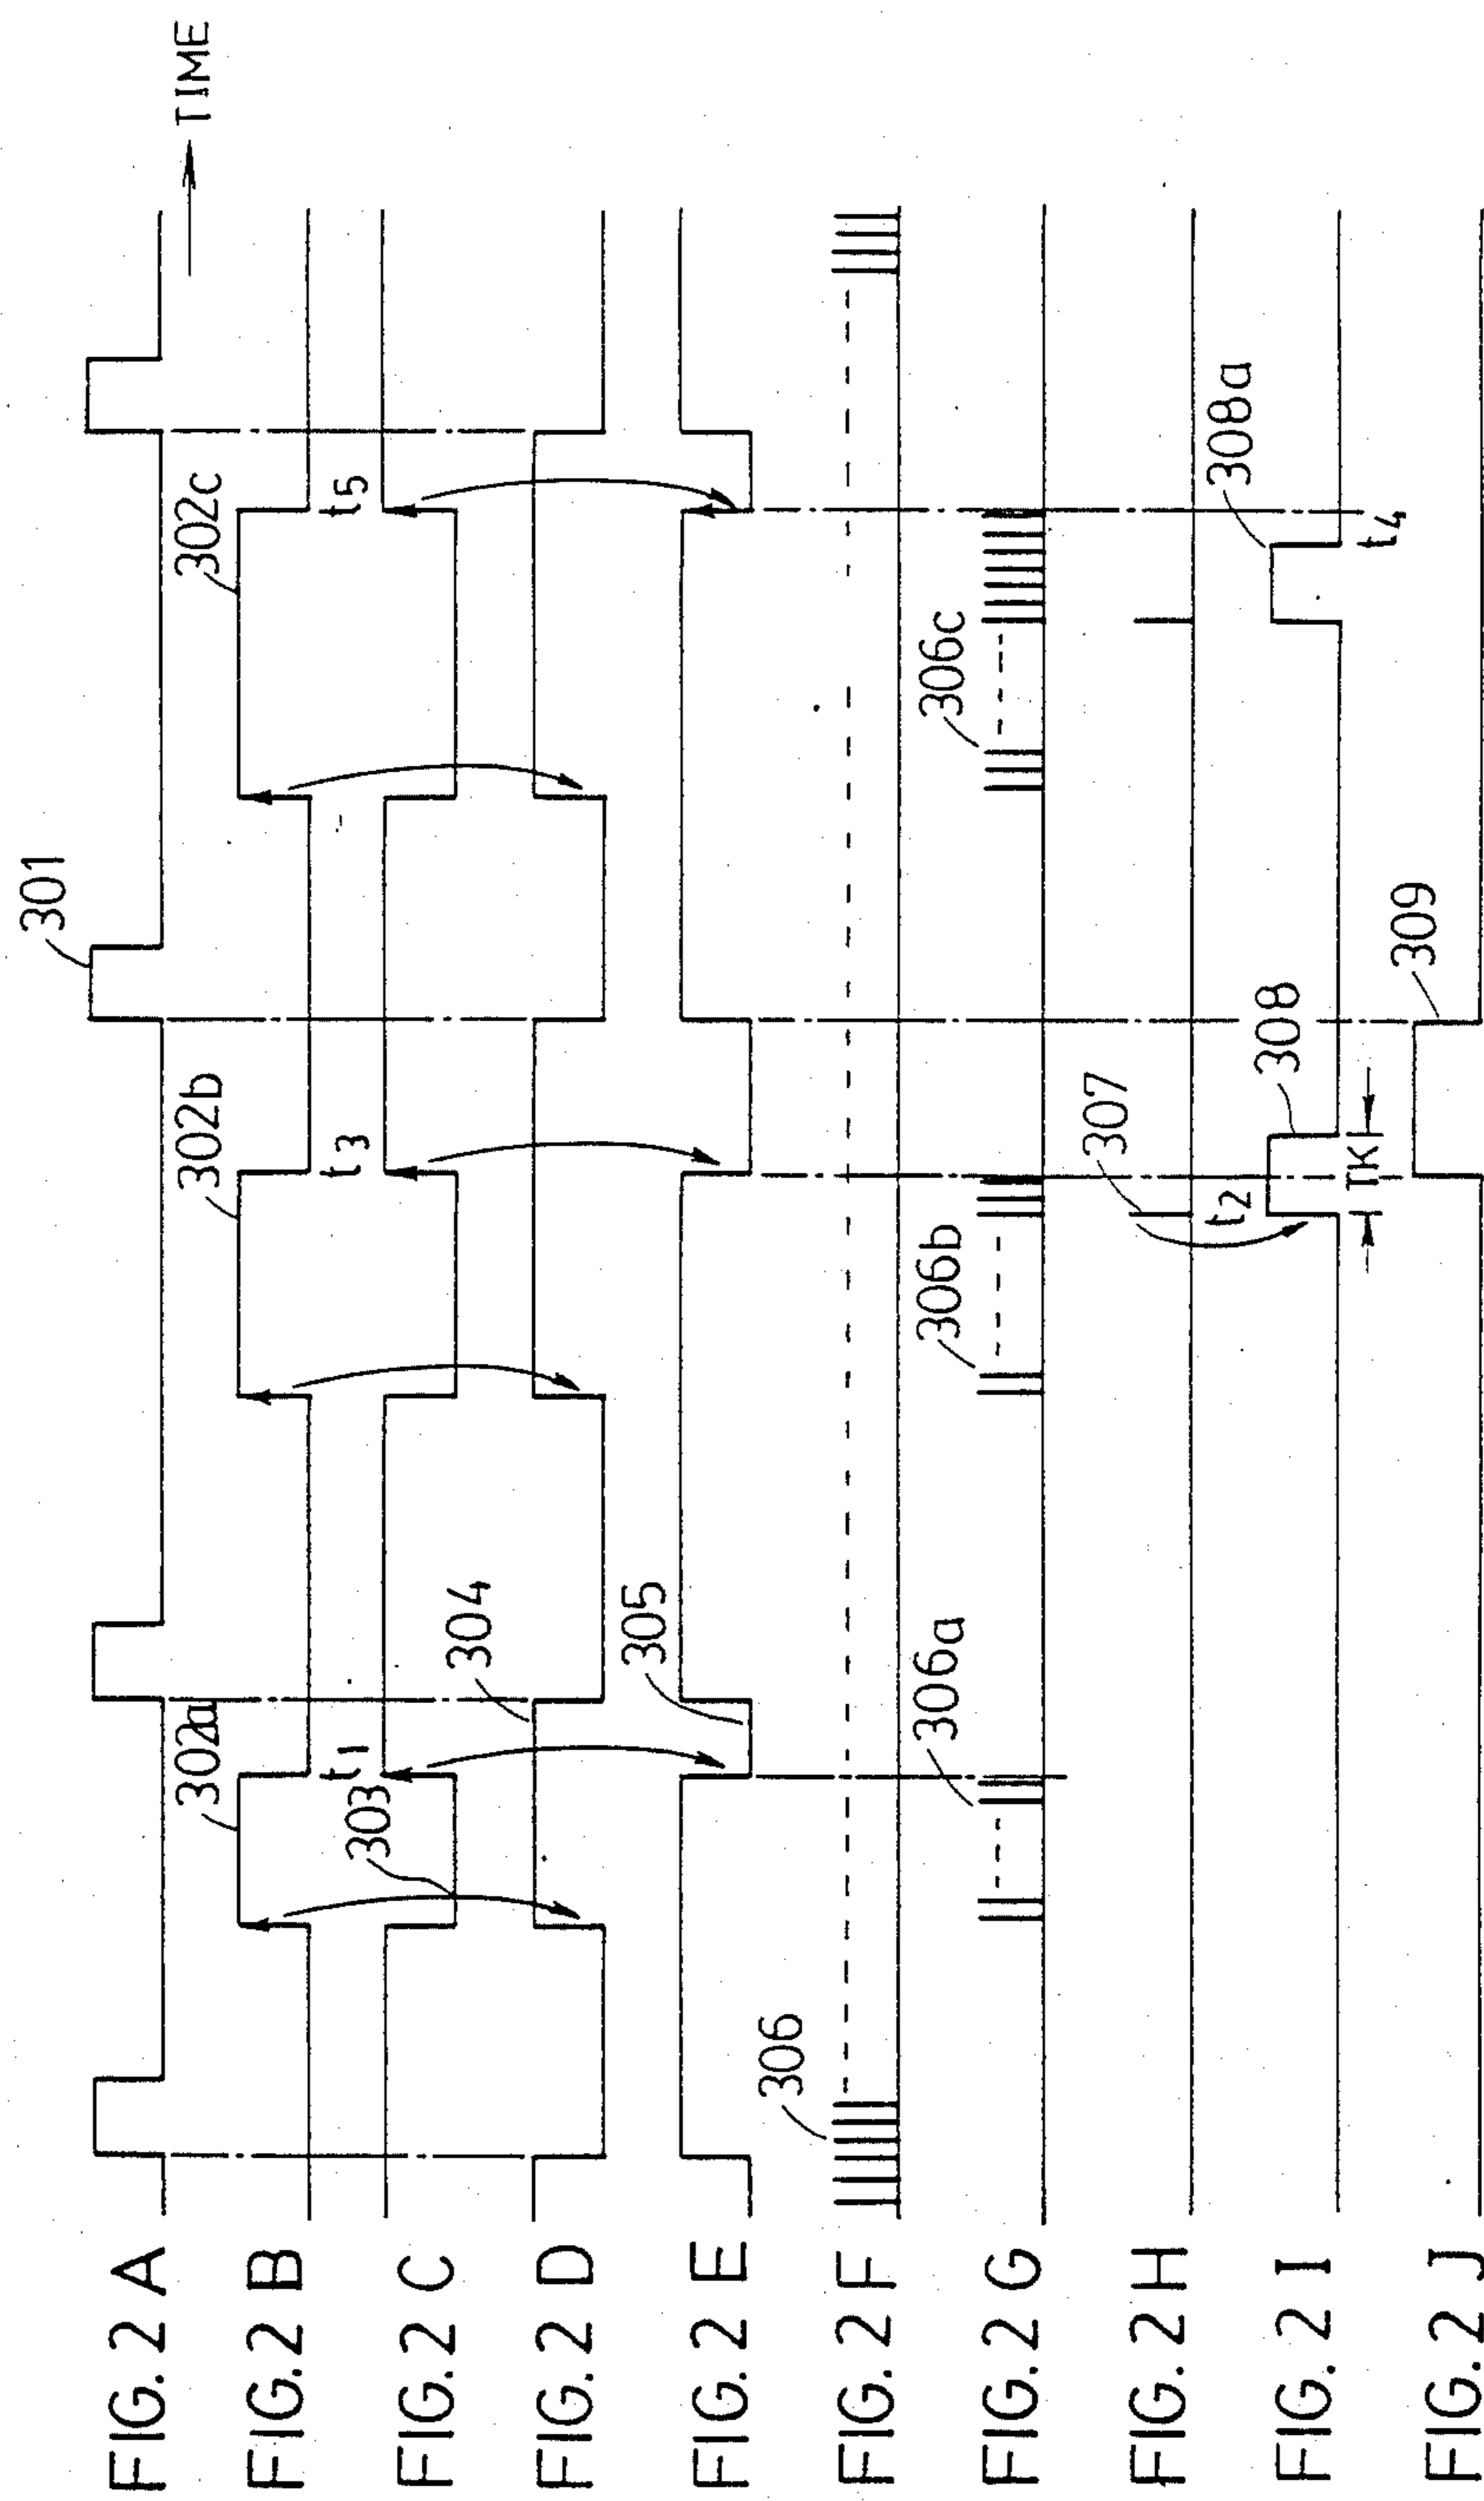 FIG. 2 A
301
→ TIME
FIG. 2 B
302a
302b
302c
t1
t3
t5
FIG. 2 C
303
FIG. 2 D
304
FIG. 2 E
305
FIG. 2 F
306
FIG. 2 G
306a
306b
306c
FIG. 2 H
307
FIG. 2 I
t2
308
308a
TK
t4
FIG. 2 J
309